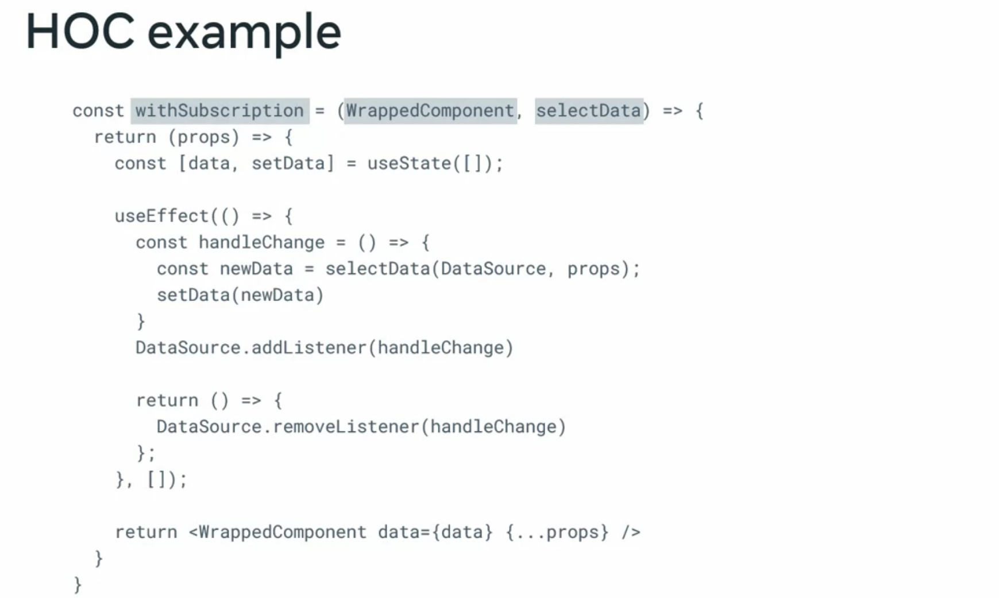 HOC example
const withSubscription = (WrappedComponent, selectData) => {
return (props) => {
const [data, setData] = useState([]);
useEffect(() => {
const handleChange = () => {
const newData = selectData(DataSource, props);
setData(newData)
}
DataSource.addListener(handleChange)
return () => {
DataSource.removeListener(handleChange)
};
}, []);
return <WrappedComponent data={data} {...props} />
}
}